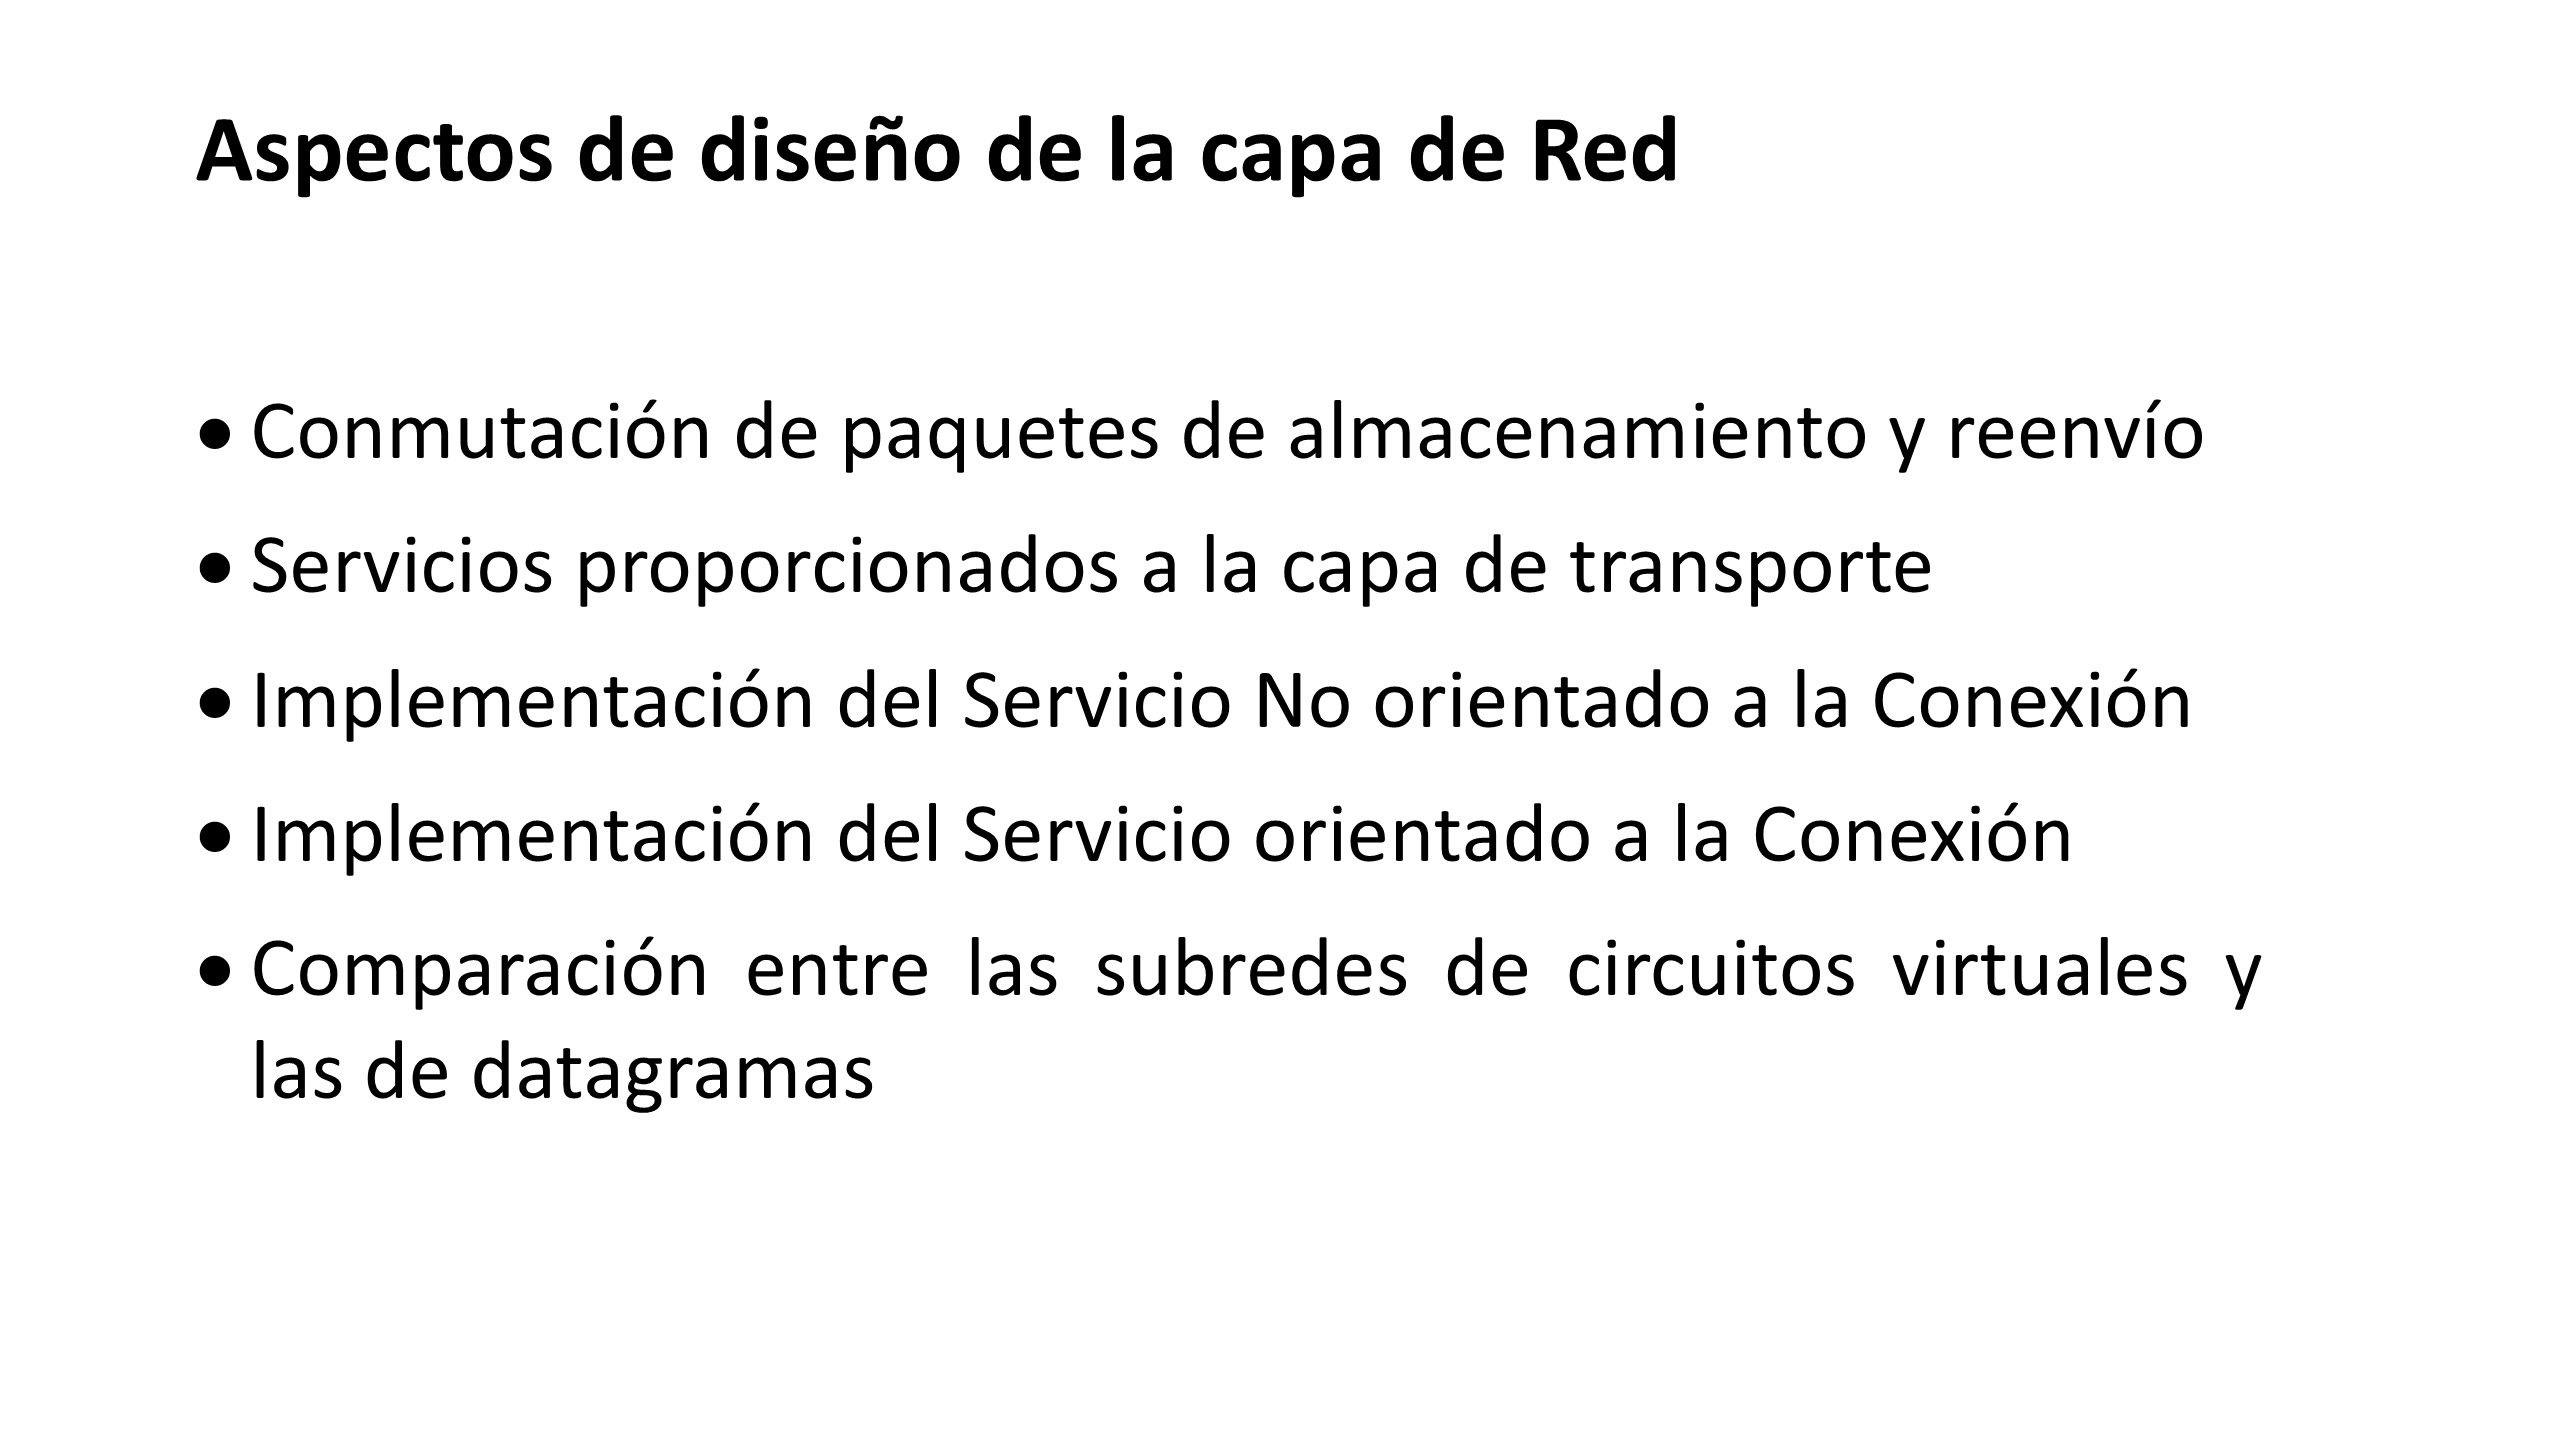 Aspectos de diseño de la capa de Red
• Conmutación de paquetes de almacenamiento y reenvío
• Servicios proporcionados a la capa de transporte
• Implementación del Servicio No orientado a la Conexión
• Implementación del Servicio orientado a la Conexión
• Comparación entre las subredes de circuitos virtuales y
las de datagramas